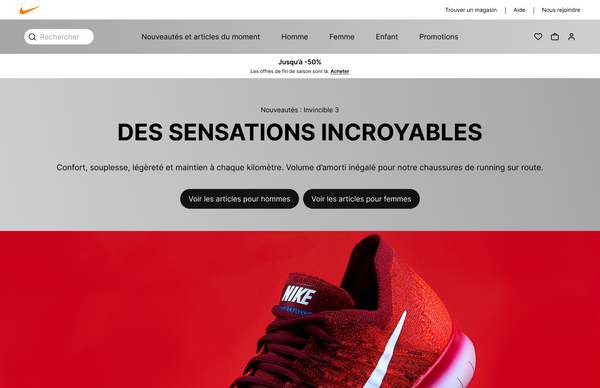 Trouver un magasin | Aide | Nous rejoindre
Rechercher Nouveautés et articles du moment Homme Femme Enfant Promotions
Jusqu'à -50%
Les offres de fin de saison sont là. Acheter
Nouveautés : Invincible 3
DES SENSATIONS INCROYABLES
Confort, souplesse, légèreté et maintien à chaque kilomètre. Volume d'amorti inégalé pour notre chaussures de running sur route.
Voir les articles pour hommes Voir les articles pour femmes
NIKE